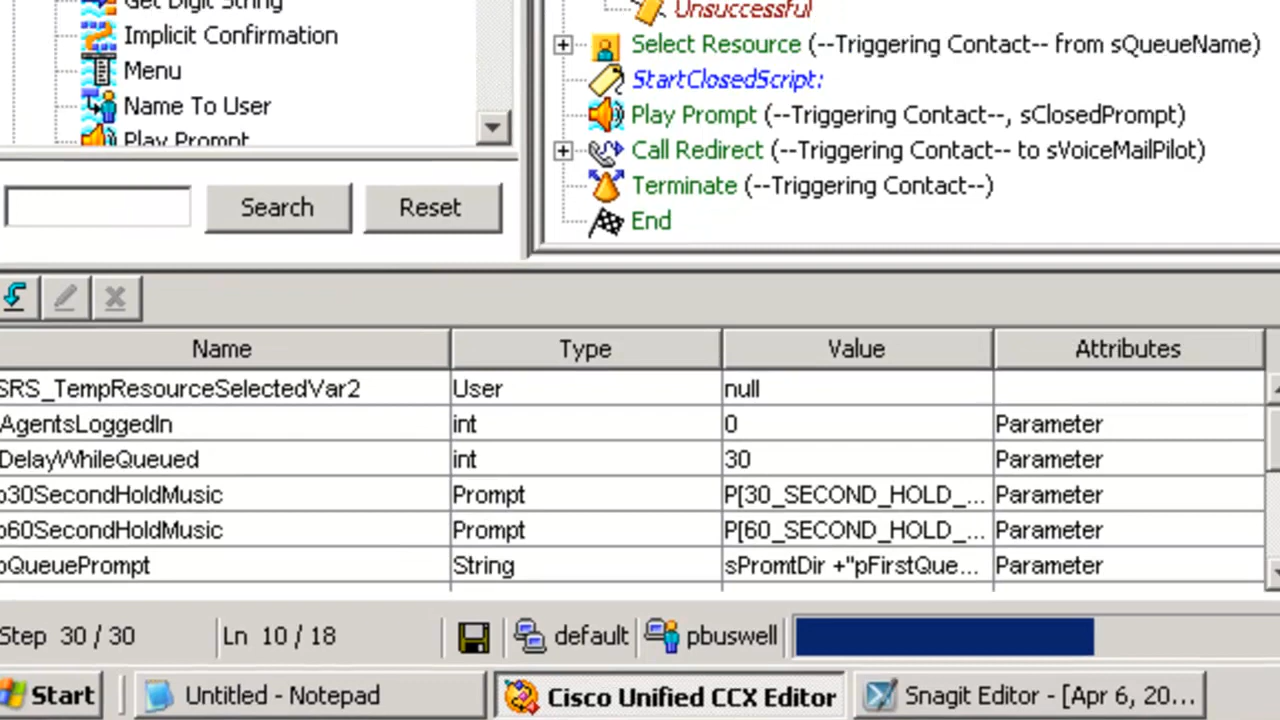 Get Digit String
Implicit Confirmation
Menu
Name To User
Play Prompt
Search
Reset
Unsuccessful
Select Resource (--Triggering Contact-- from sQueueName)
StartClosedScript:
Play Prompt (--Triggering Contact--, sClosedPrompt)
Call Redirect (--Triggering Contact-- to sVoiceMailPilot)
Terminate (--Triggering Contact--)
End
Name Type Value Attributes
SRS_TempResourceSelectedVar2 User null
AgentsLoggedIn int 0 Parameter
DelayWhileQueued int 30 Parameter
p30SecondHoldMusic Prompt P[30_SECOND_HOLD_... Parameter
p60SecondHoldMusic Prompt P[60_SECOND_HOLD_... Parameter
pQueuePrompt String sPromtDir +"pFirstQue... Parameter
Step 30 / 30 Ln 10 / 18 default pbuswell
Start Untitled - Notepad Cisco Unified CCX Editor Snagit Editor - [Apr 6, 20...